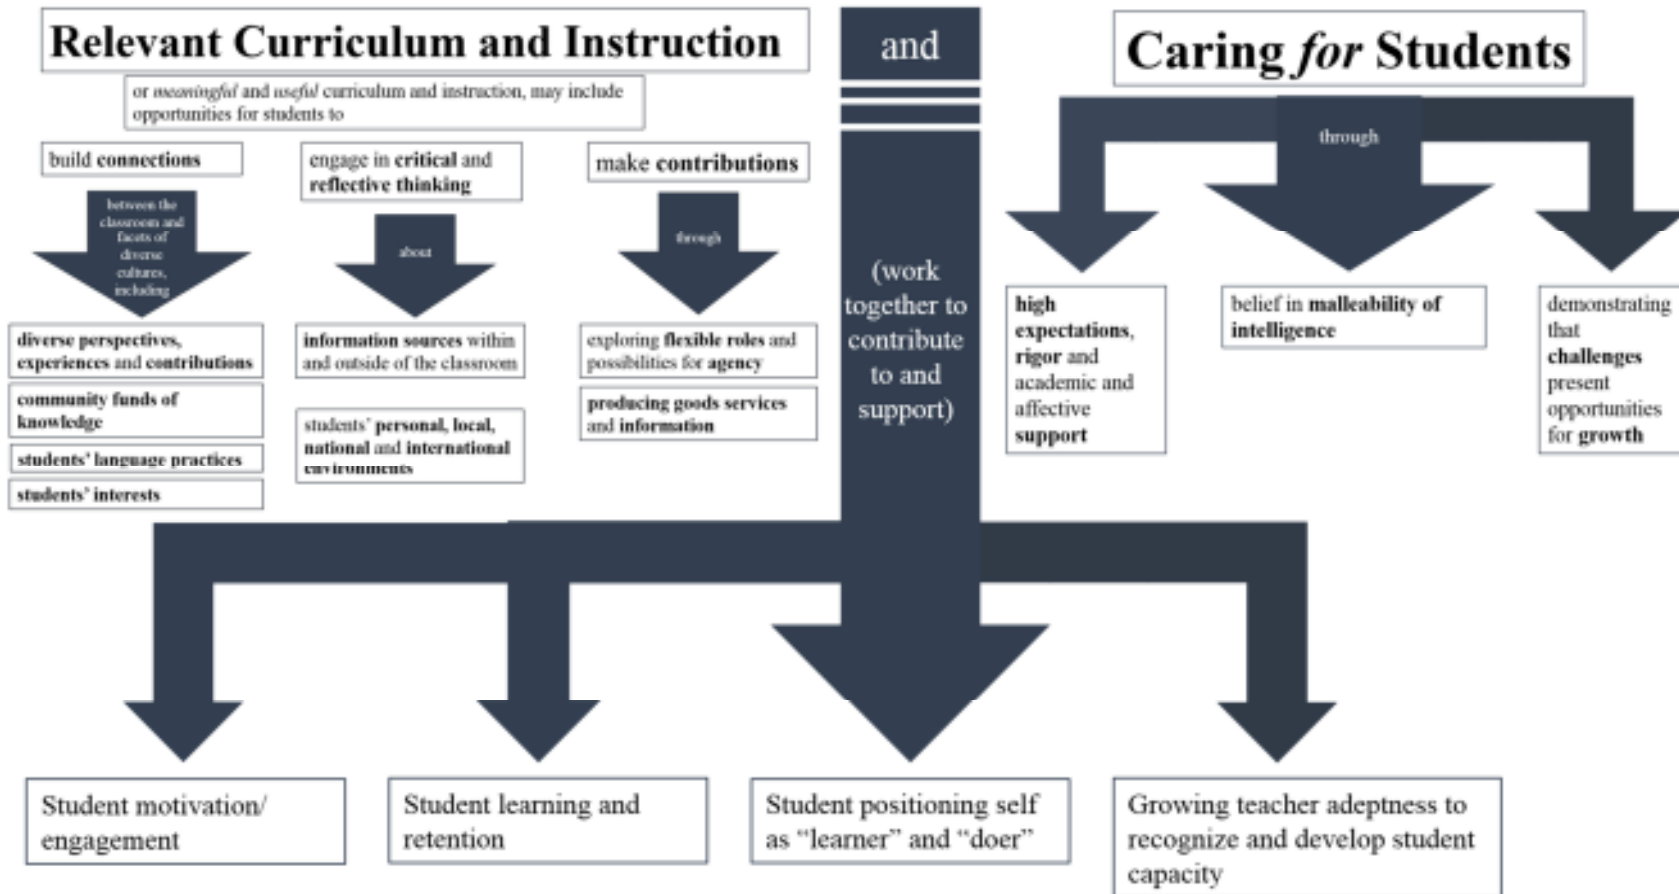 Relevant Curriculum and Instruction
or meaningful and useful curriculum and instruction, may include
opportunities for students to
build connections
between the
classroom and
facets of
diverse
cultures,
including
diverse perspectives,
experiences and contributions
community funds of
knowledge
students' language practices
students' interests
engage in critical and
reflective thinking
about
information sources within
and outside of the classroom
students' personal, local,
national and international
environments
make contributions
through
exploring flexible roles and
possibilities for agency
producing goods services
and information
and
(work
together to
contribute
to and
support)
Caring for Students
through
high
expectations,
rigor and
academic and
affective
support
belief in malleability of
intelligence
demonstrating
that
challenges
present
opportunities
for growth
Student motivation/
engagement
Student learning and
retention
Student positioning self
as “learner” and “doer”
Growing teacher adeptness to
recognize and develop student
capacity